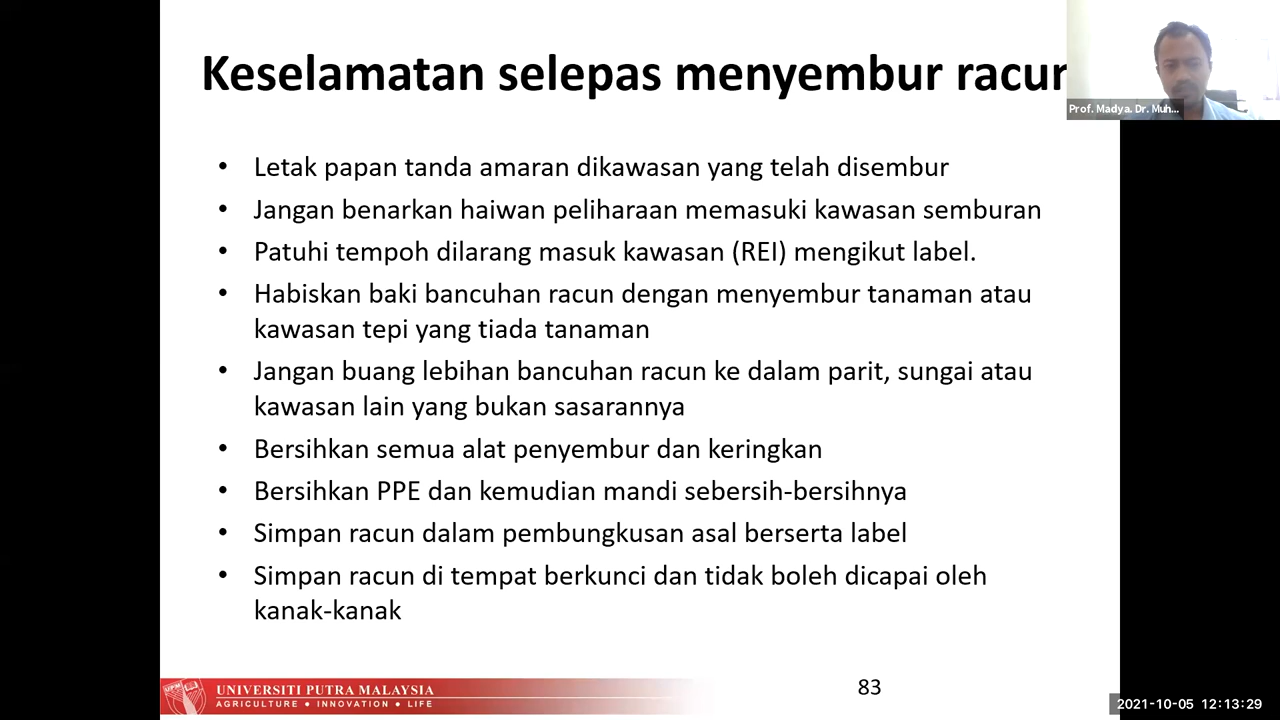 Keselamatan selepas menyembur racun
Prof. Madya. Dr. Muh...
• Letak papan tanda amaran dikawasan yang telah disembur
• Jangan benarkan haiwan peliharaan memasuki kawasan semburan
• Patuhi tempoh dilarang masuk kawasan (REI) mengikut label.
• Habiskan baki bancuhan racun dengan menyembur tanaman atau
kawasan tepi yang tiada tanaman
• Jangan buang lebihan bancuhan racun ke dalam parit, sungai atau
kawasan lain yang bukan sasarannya
• Bersihkan semua alat penyembur dan keringkan
• Bersihkan PPE dan kemudian mandi sebersih-bersihnya
• Simpan racun dalam pembungkusan asal berserta label
• Simpan racun di tempat berkunci dan tidak boleh dicapai oleh
kanak-kanak
UPM
UNIVERSITI PUTRA MALAYSIA
AGRICULTURE • INNOVATION • LIFE
83
2021-10-05 12:13:29